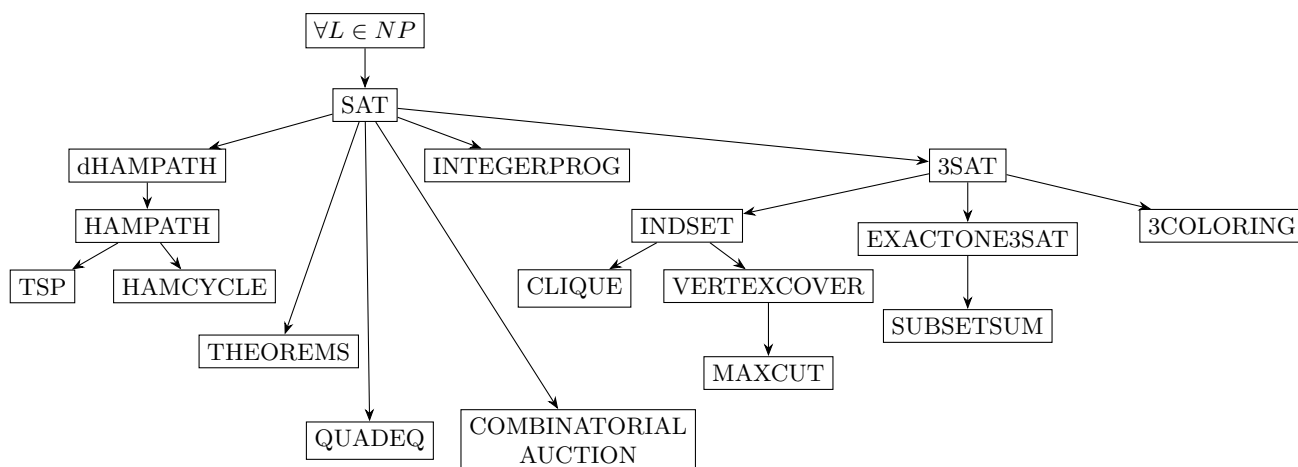 ∀L ∈ NP
SAT
dHAMPATH
INTEGERPROG
3SAT
HAMPATH
INDSET
EXACTONE3SAT
3COLORING
TSP
HAMCYCLE
CLIQUE
VERTEXCOVER
SUBSETSUM
THEOREMS
MAXCUT
QUADEQ
COMBINATORIAL
AUCTION